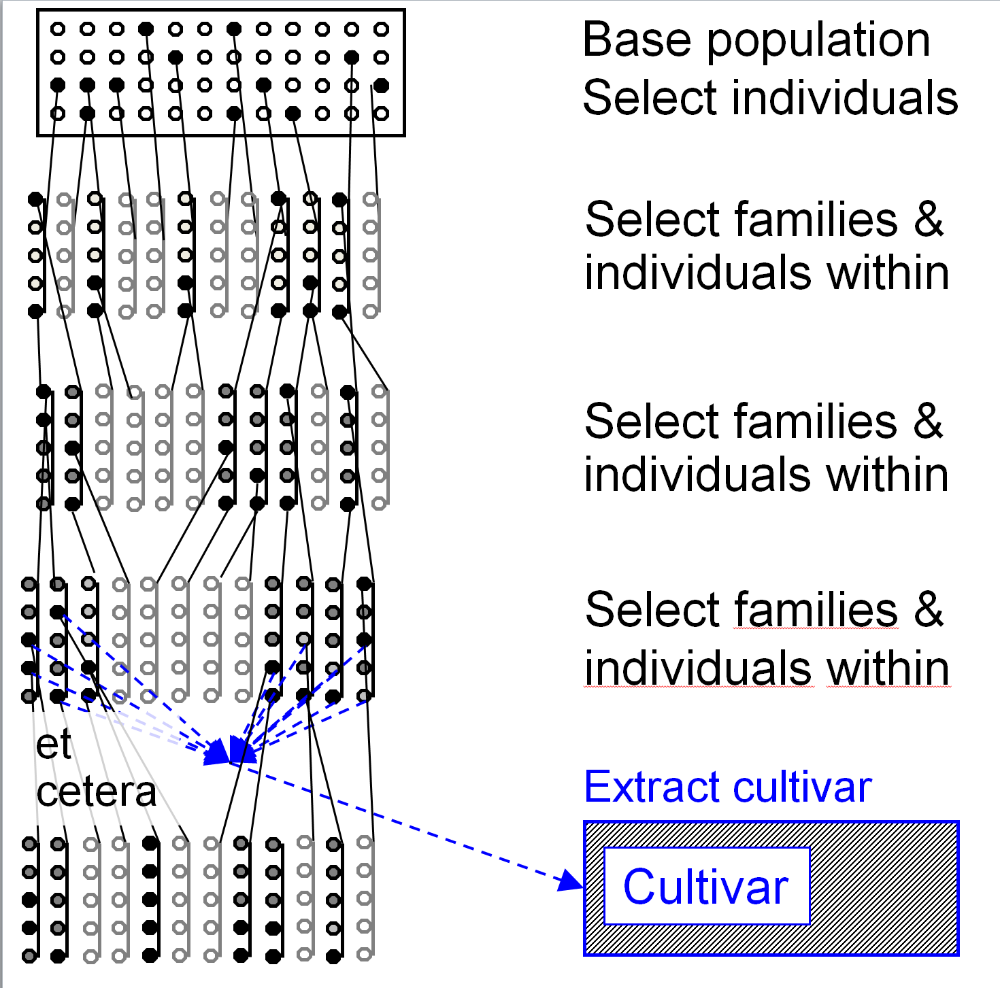 Base population
Select individuals
Select families &
individuals within
Select families &
individuals within
Select families &
individuals within
et
cetera
Extract cultivar
Cultivar